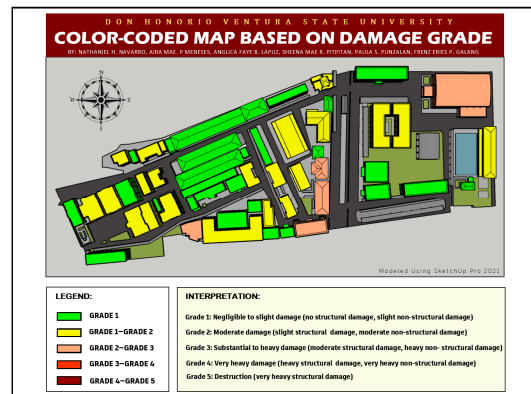 DON HONORIO VENTURA STATE UNIVERSITY
COLOR-CODED MAP BASED ON DAMAGE GRADE
BY: NATHANIEL H. NAVARRO, AIRA MAE. P MENESES, ANGLICA FAYE B. LAPUZ, SHEENA MAE R. PITPITAN, PAULA S. PUNZALAN, FRENZ ERIES P. GALANG
N
W
E
S
Modeled Using SketchUp Pro 2021
LEGEND:
GRADE 1
GRADE 1–GRADE 2
GRADE 2–GRADE 3
GRADE 3–GRADE 4
GRADE 4–GRADE 5
INTERPRETATION:
Grade 1: Negligible to slight damage (no structural damage, slight non-structural damage)
Grade 2: Moderate damage (slight structural damage, moderate non-structural damage)
Grade 3: Substantial to heavy damage (moderate structural damage, heavy non- structural damage)
Grade 4: Very heavy damage (heavy structural damage, very heavy non-structural damage)
Grade 5: Destruction (very heavy structural damage)